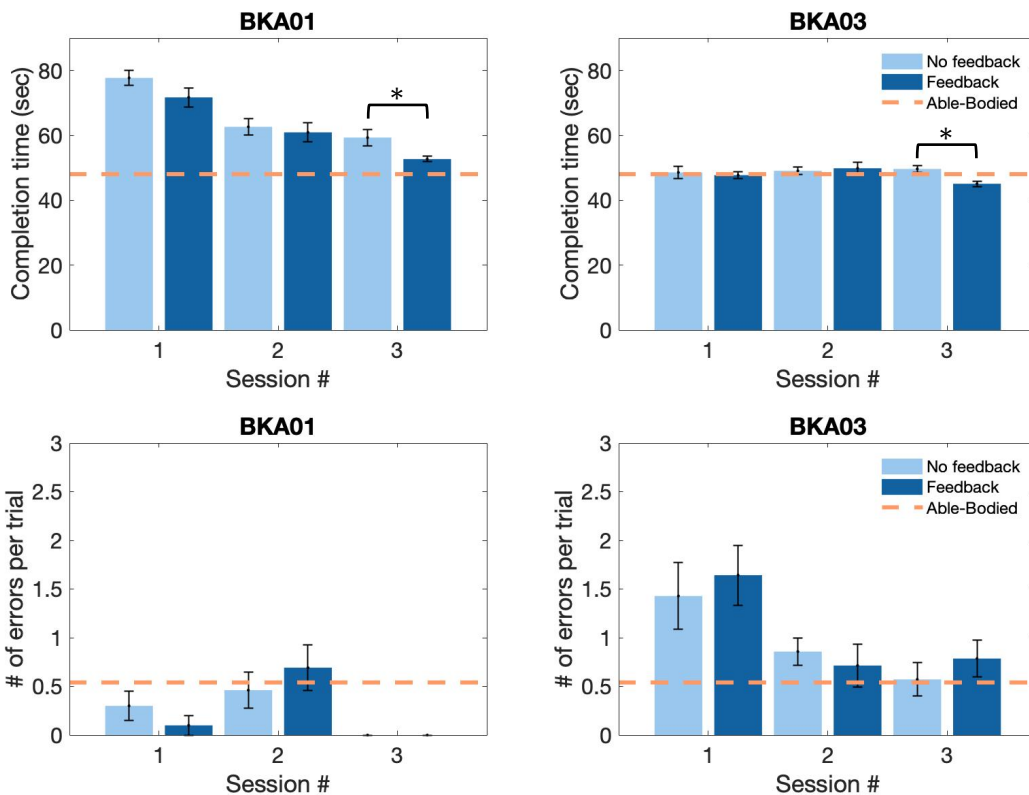 BKA01
Completion time (sec)
80
60
40
20
0
*
1 2 3
Session #
BKA03
Completion time (sec)
80
60
40
20
0
No feedback
Feedback
Able-Bodied
*
1 2 3
Session #
BKA01
# of errors per trial
3
2.5
2
1.5
1
0.5
0
1 2 3
Session #
BKA03
# of errors per trial
3
2.5
2
1.5
1
0.5
0
No feedback
Feedback
Able-Bodied
1 2 3
Session #